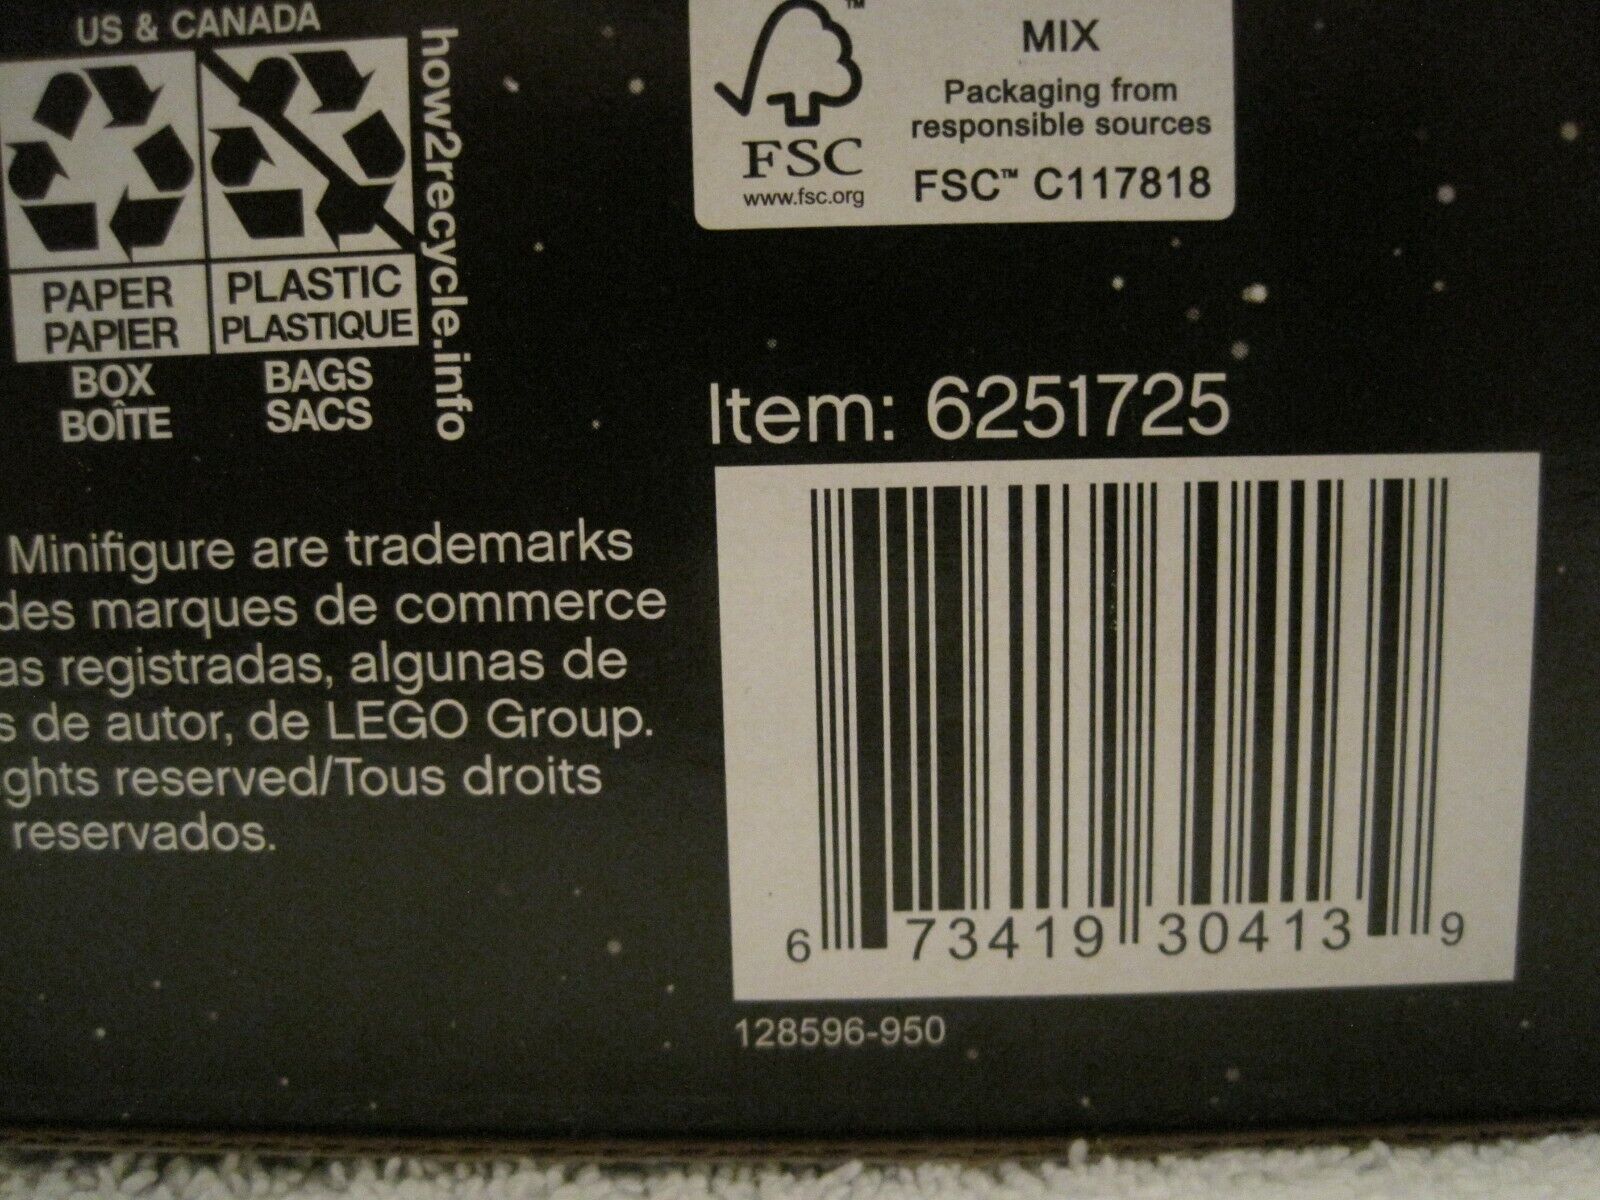 US & CANADA
PAPER
PAPIER
BOX
BOÎTE
PLASTIC
PLASTIQUE
BAGS
SACS
how2recycle.info
™
FSC
www.fsc.org
MIX
Packaging from
responsible sources
FSC™ C117818
Minifigure are trademarks
des marques de commerce
as registradas, algunas de
s de autor, de LEGO Group.
ghts reserved/Tous droits
reservados.
Item: 6251725
6 73419 30413 9
128596-950